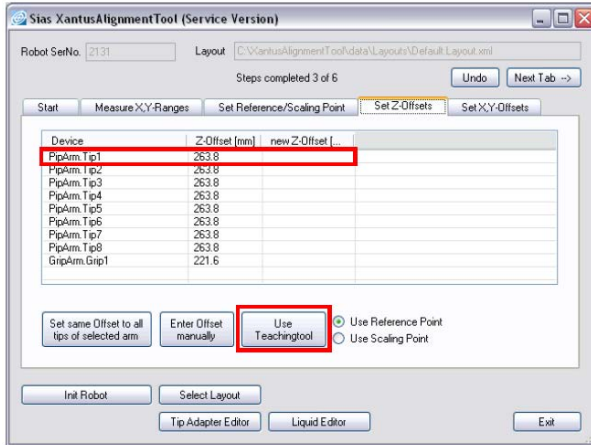 Sias XantusAlignmentTool (Service Version)
Robot SerNo. 2131 Layout C:\XantusAlignmentTool\data\Layouts\Default.Layout.xml
Steps completed 3 of 6 Undo Next Tab -->
Start Measure X,Y-Ranges Set Reference/Scaling Point Set Z-Offsets Set X,Y-Offsets
Device Z-Offset [mm] new Z-Offset [...
PipArm.Tip1 263.8
PipArm.Tip2 263.8
PipArm.Tip3 263.8
PipArm.Tip4 263.8
PipArm.Tip5 263.8
PipArm.Tip6 263.8
PipArm.Tip7 263.8
PipArm.Tip8 263.8
GripArm.Grip1 221.6
Set same Offset to all
tips of selected arm
Enter Offset
manually
Use
Teachingtool
Use Reference Point
Use Scaling Point
Init Robot Select Layout
Tip Adapter Editor Liquid Editor Exit